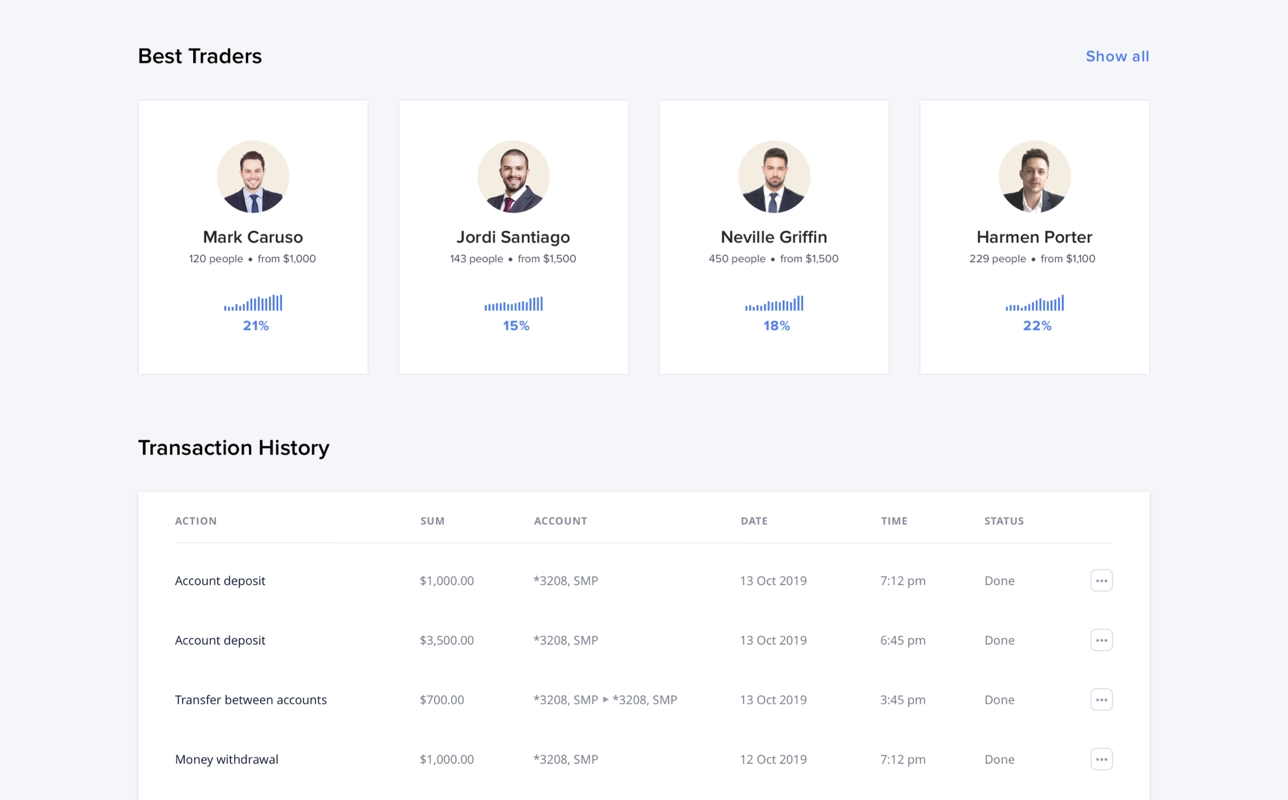 Best Traders Show all
Mark Caruso Jordi Santiago Neville Griffin Harmen Porter
120 people • from $1,000 143 people • from $1,500 450 people • from $1,500 229 people • from $1,100
21% 15% 18% 22%
Transaction History
ACTION SUM ACCOUNT DATE TIME STATUS
Account deposit $1,000.00 *3208, SMP 13 Oct 2019 7:12 pm Done
Account deposit $3,500.00 *3208, SMP 13 Oct 2019 6:45 pm Done
Transfer between accounts $700.00 *3208, SMP ▸ *3208, SMP 13 Oct 2019 3:45 pm Done
Money withdrawal $1,000.00 *3208, SMP 12 Oct 2019 7:12 pm Done